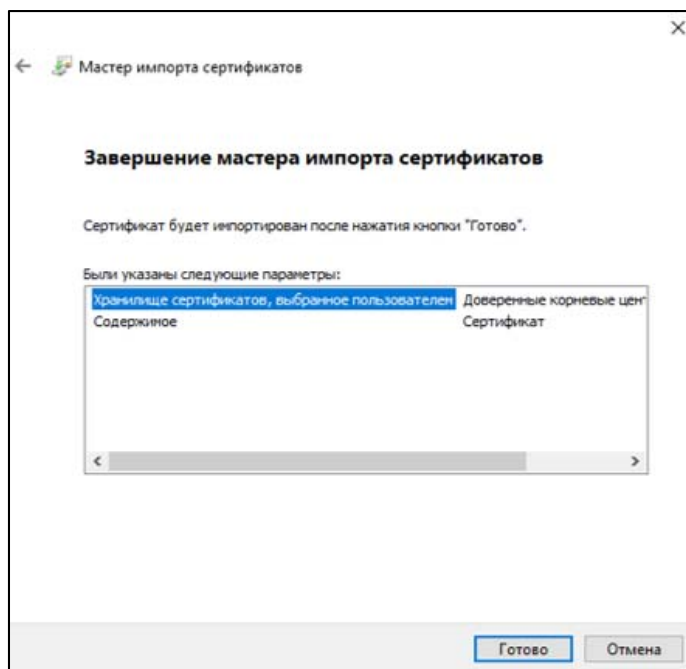 Мастер импорта сертификатов
Завершение мастера импорта сертификатов
Сертификат будет импортирован после нажатия кнопки "Готово".
Были указаны следующие параметры:
Хранилище сертификатов, выбранное пользователем Доверенные корневые цен
Содержимое Сертификат
Готово Отмена